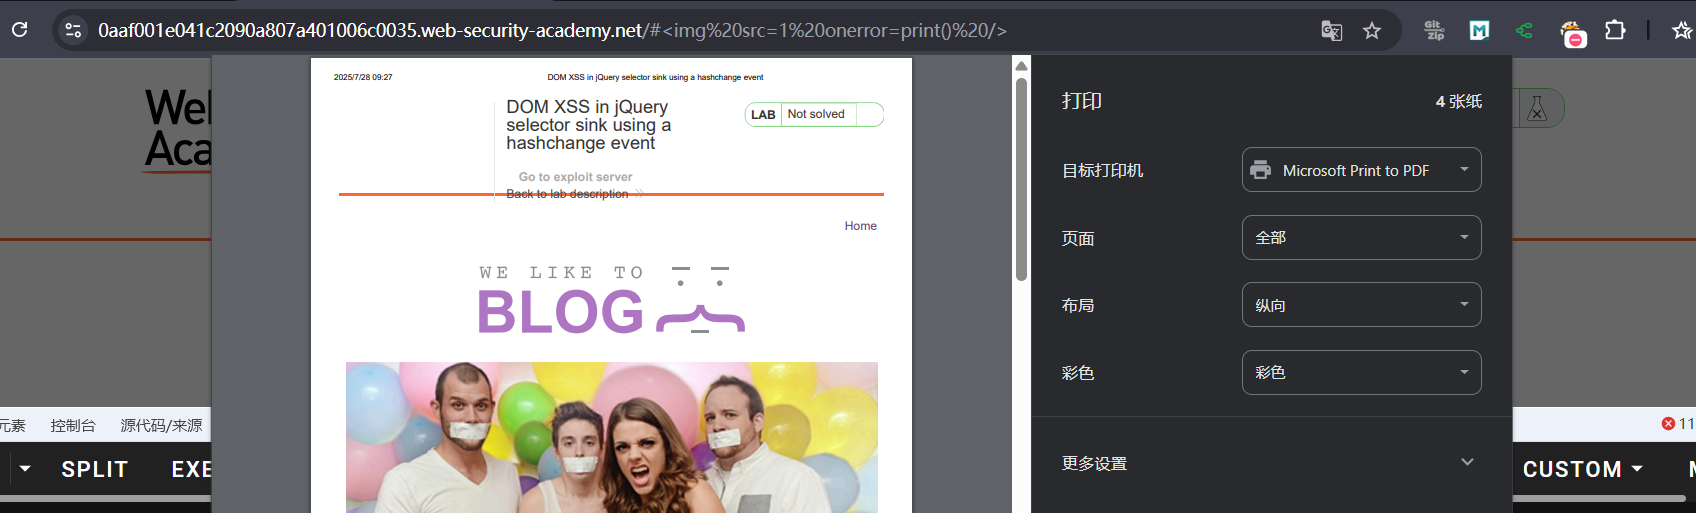 0aaf001e041c2090a807a401006c0035.web-security-academy.net/#<img%20src=1%20onerror=print()%20/>
Git
Zip
M
Wel
Aca
2025/7/28 09:27
DOM XSS in jQuery selector sink using a hashchange event
DOM XSS in jQuery
selector sink using a
hashchange event
LAB
Not solved
Go to exploit server
Back to lab description
Home
WE LIKE TO
BLOG
打印
4 张纸
目标打印机
Microsoft Print to PDF
页面
全部
布局
纵向
彩色
彩色
更多设置
元素
控制台
源代码/来源
11
SPLIT
EXE
CUSTOM